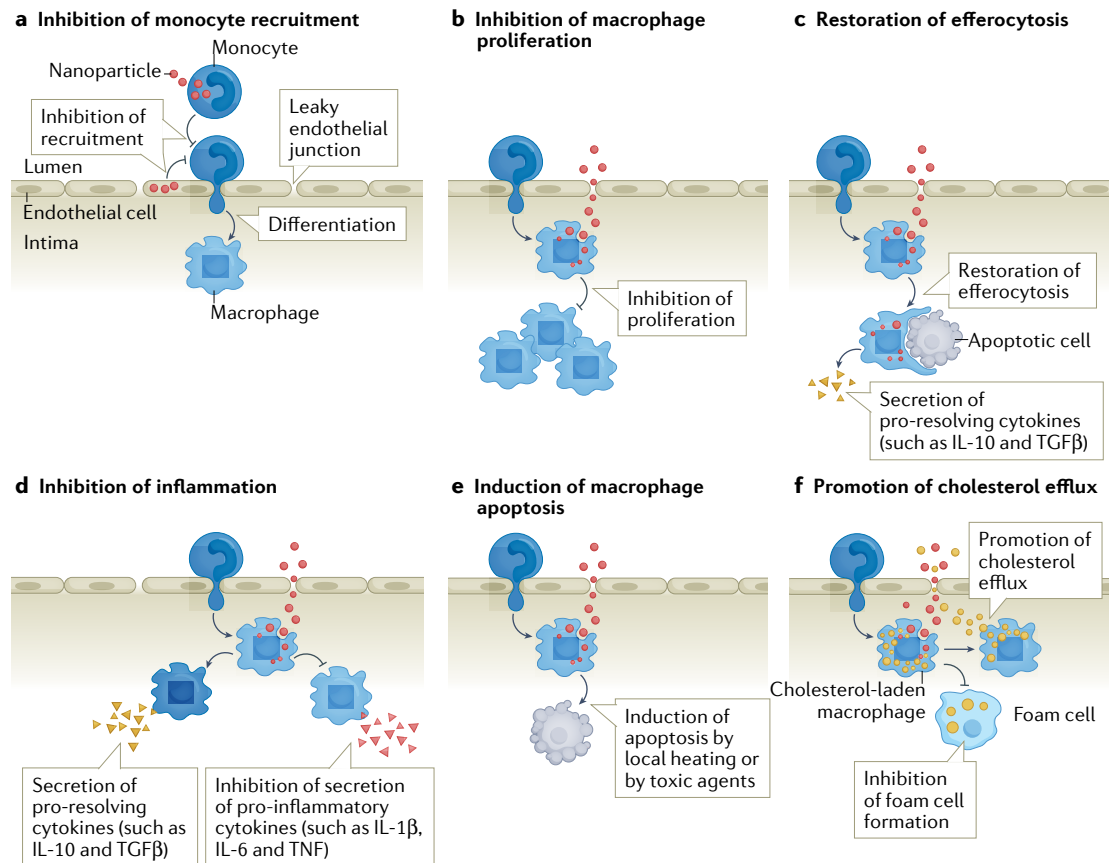 a Inhibition of monocyte recruitment
Monocyte
Nanoparticle
Inhibition of
recruitment
Leaky
endothelial
junction
Lumen
Endothelial cell
Intima
Differentiation
Macrophage
b Inhibition of macrophage
proliferation
Inhibition of
proliferation
c Restoration of efferocytosis
Restoration of
efferocytosis
Apoptotic cell
Secretion of
pro-resolving cytokines
(such as IL-10 and TGFβ)
d Inhibition of inflammation
Secretion of
pro-resolving
cytokines (such as
IL-10 and TGFβ)
Inhibition of secretion
of pro-inflammatory
cytokines (such as IL-1β,
IL-6 and TNF)
e Induction of macrophage
apoptosis
Induction of
apoptosis by
local heating or
by toxic agents
f Promotion of cholesterol efflux
Promotion of
cholesterol
efflux
Cholesterol-laden
macrophage
Foam cell
Inhibition
of foam cell
formation